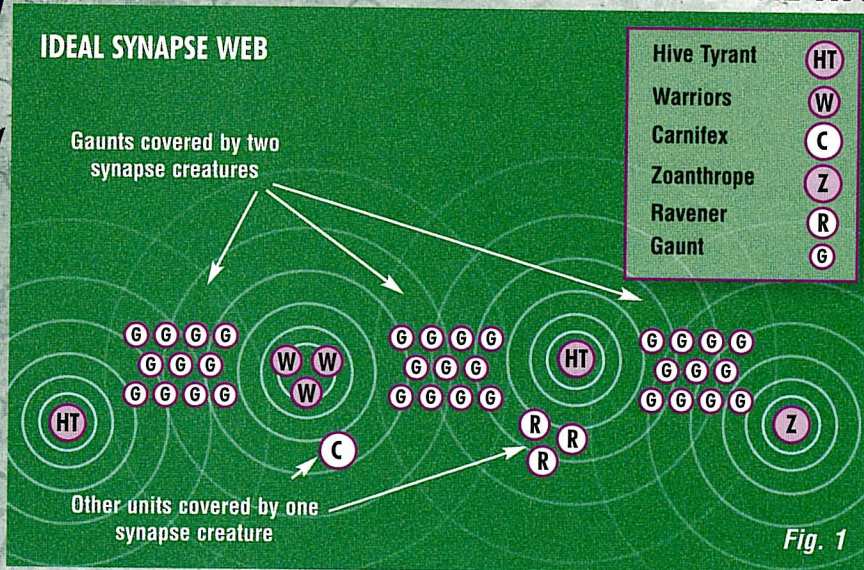 IDEAL SYNAPSE WEB
Hive Tyrant HT
Warriors W
Carnifex C
Zoanthrope Z
Ravener R
Gaunt G
Gaunts covered by two
synapse creatures
G G G G G G G G G G G G
G G G G G G G G G
G G G G G G G G G G G G
W W
W
HT
HT
Z
C
R R
R
Other units covered by one
synapse creature
Fig. 1